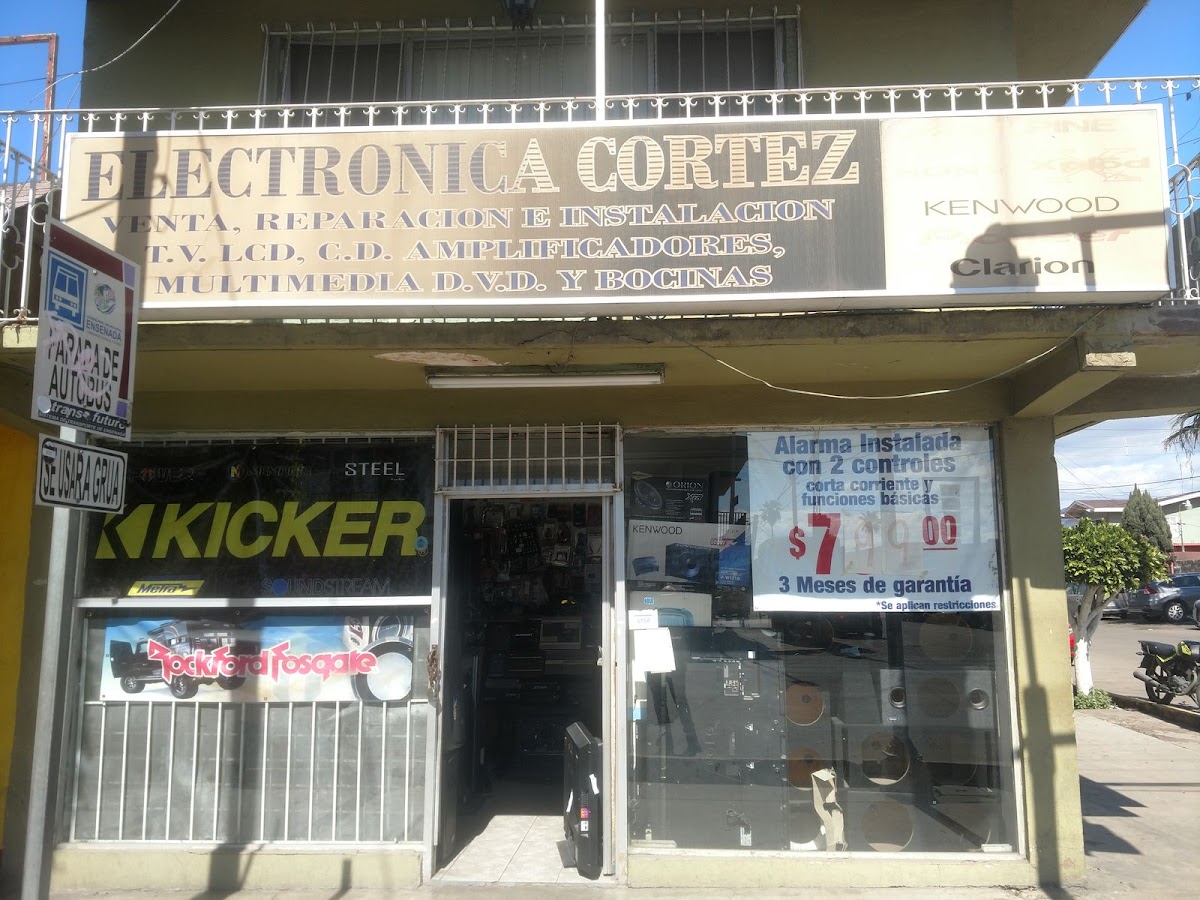 ELECTRONICA CORTEZ
VENTA, REPARACION E INSTALACION
T.V. LCD, C.D. AMPLIFICADORES,
MULTIMEDIA D.V.D. Y BOCINAS
KENWOOD
Clarion
ENSENADA
PARADA DE
AUTOBUS
transfuturo
SE USARA GRUA
STEEL
KICKER
Metra
SOUNDSTREAM
Rockford Fosgate
ORION
KENWOOD
Alarma Instalada
con 2 controles
corta corriente y
funciones básicas
$7 00
3 Meses de garantía
*Se aplican restricciones